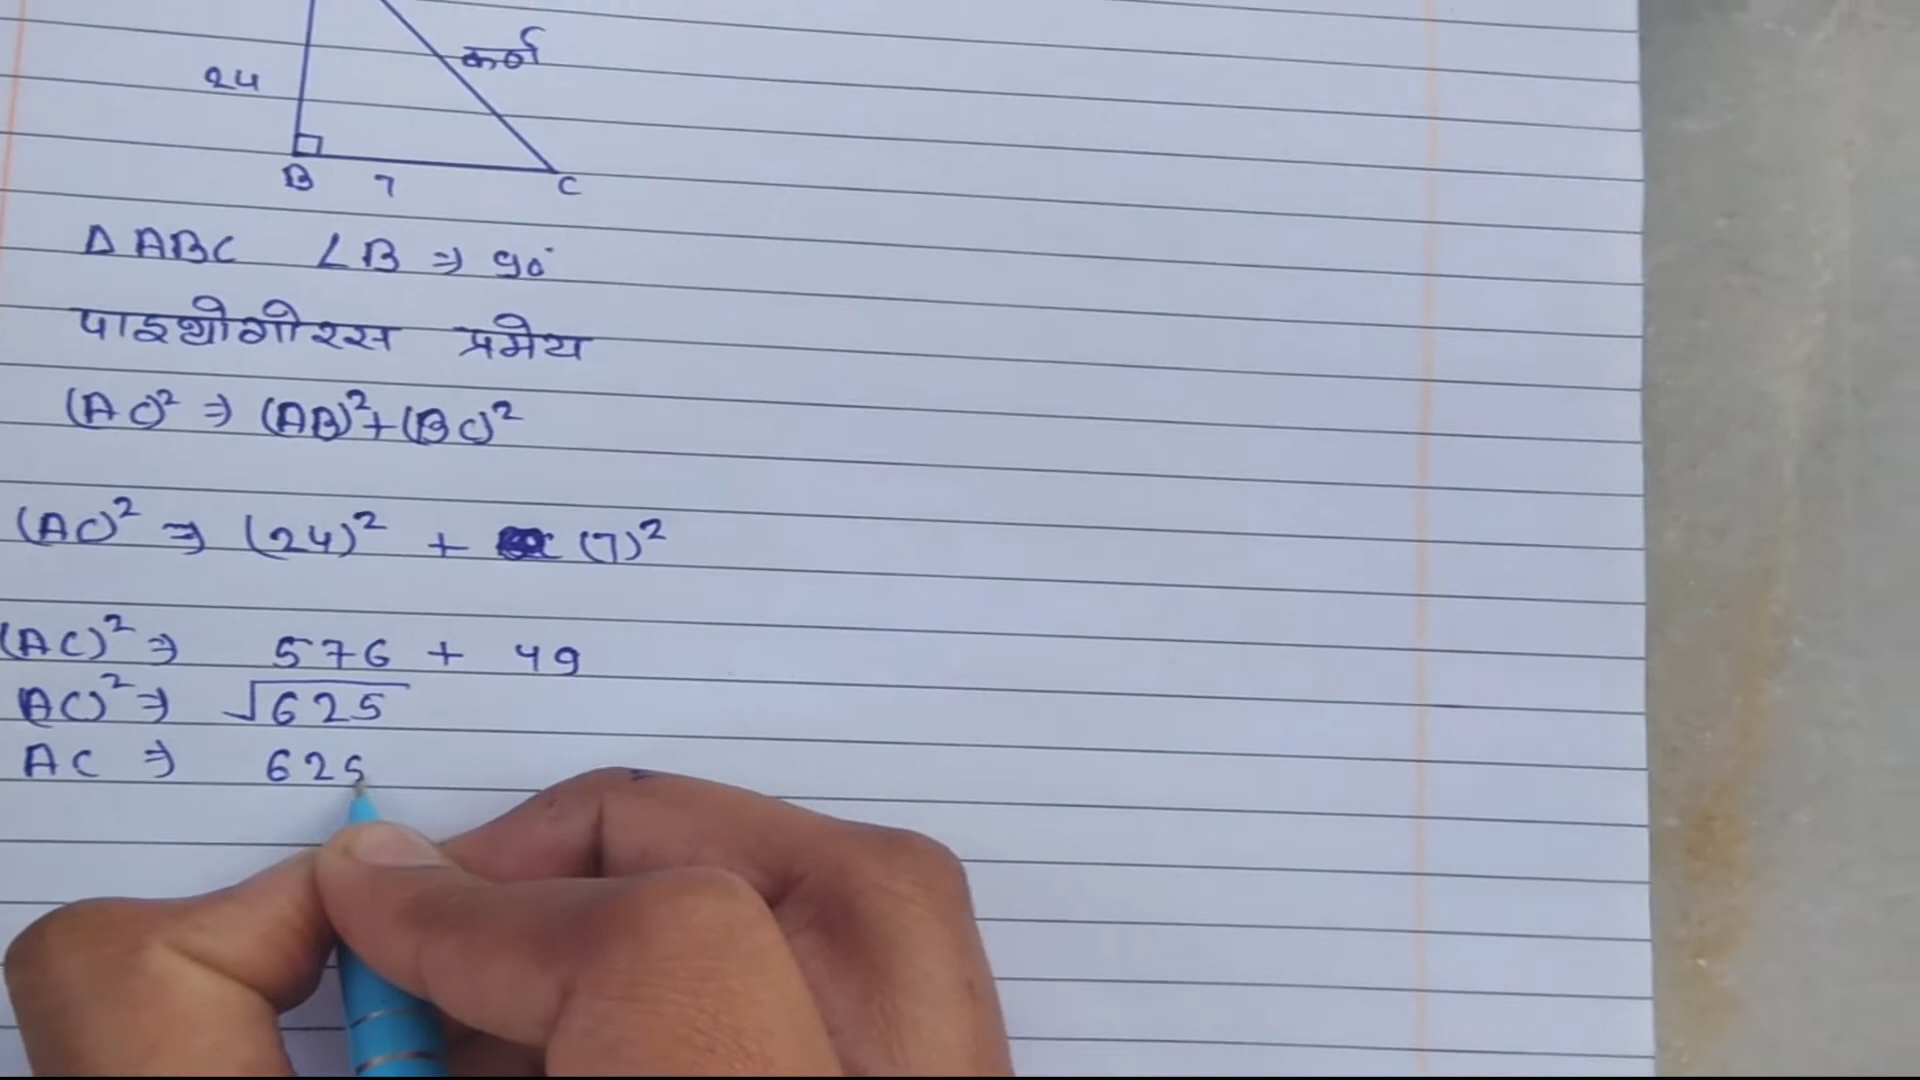 कर्ण
24
B 7 C
Δ ABC ∠B ⇒ 90°
पाइथोगोरस प्रमेय
(AC)² ⇒ (AB)²+(BC)²
(AC)² ⇒ (24)² + (7)²
(AC)² ⇒ 576 + 49
AC)² ⇒ √625
AC ⇒ 625